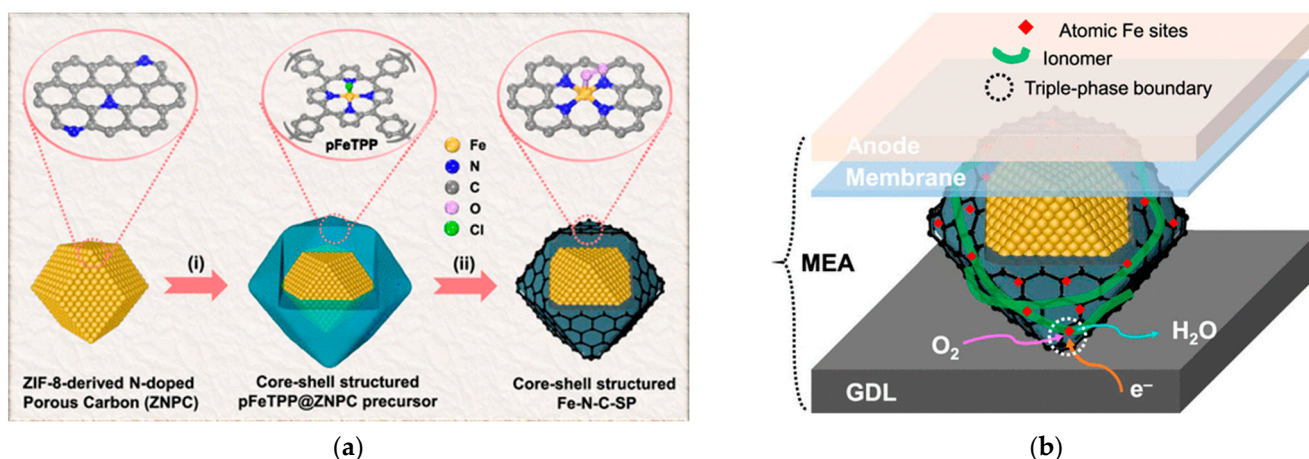 pFeTPP
Fe
N
C
O
Cl
(i)
(ii)
ZIF-8-derived N-doped
Porous Carbon (ZNPC)
Core-shell structured
pFeTPP@ZNPC precursor
Core-shell structured
Fe-N-C-SP
(a)
Atomic Fe sites
Ionomer
Triple-phase boundary
Anode
Membrane
MEA
O₂
H₂O
e⁻
GDL
(b)